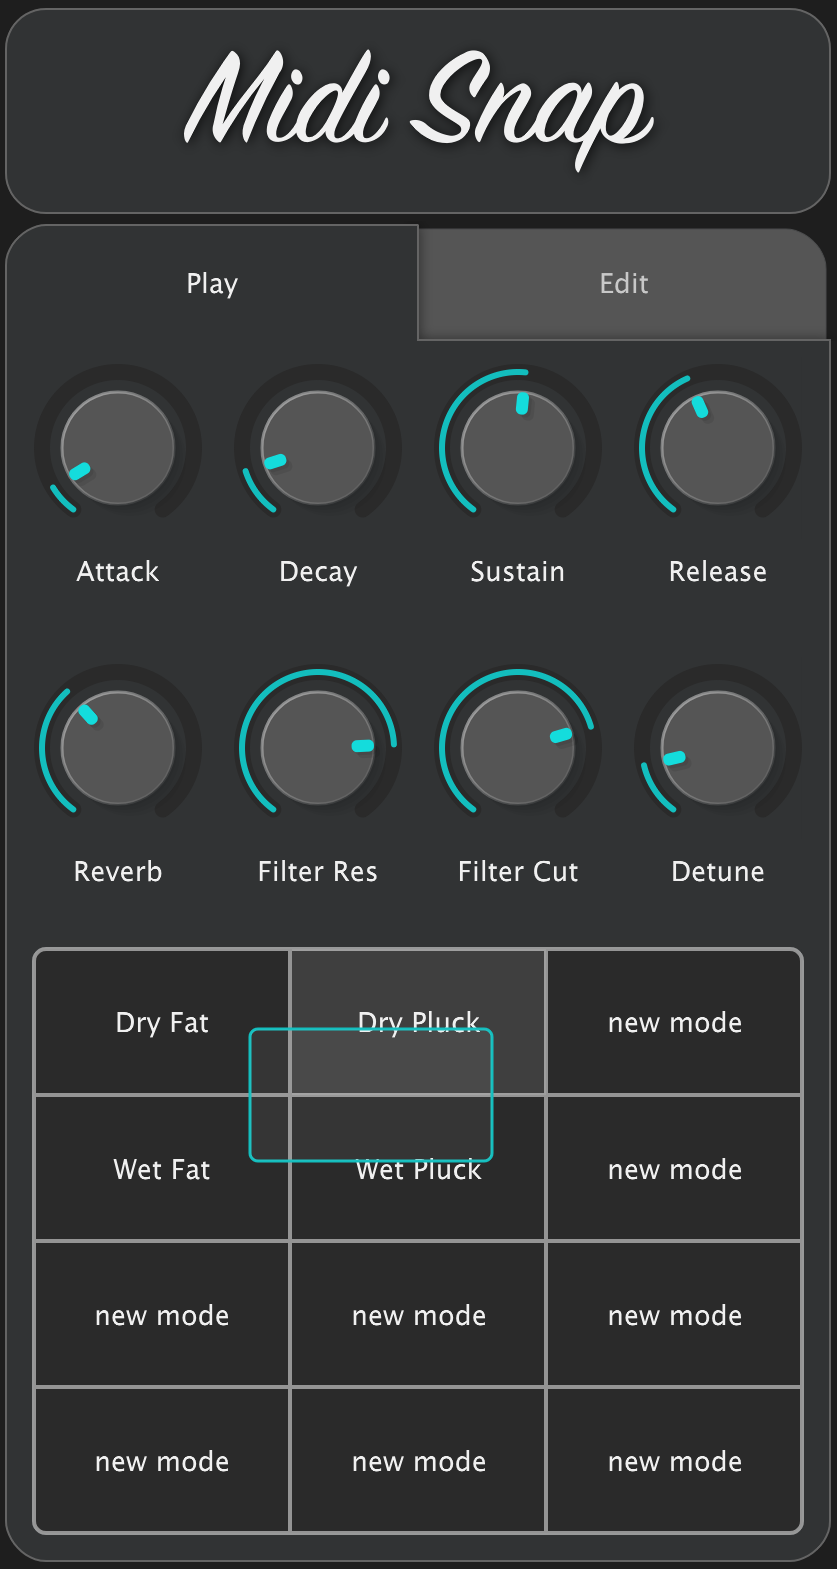 Midi Snap
Play
Edit
Attack
Decay
Sustain
Release
Reverb
Filter Res
Filter Cut
Detune
Dry Fat
Dry Pluck
new mode
Wet Fat
Wet Pluck
new mode
new mode
new mode
new mode
new mode
new mode
new mode